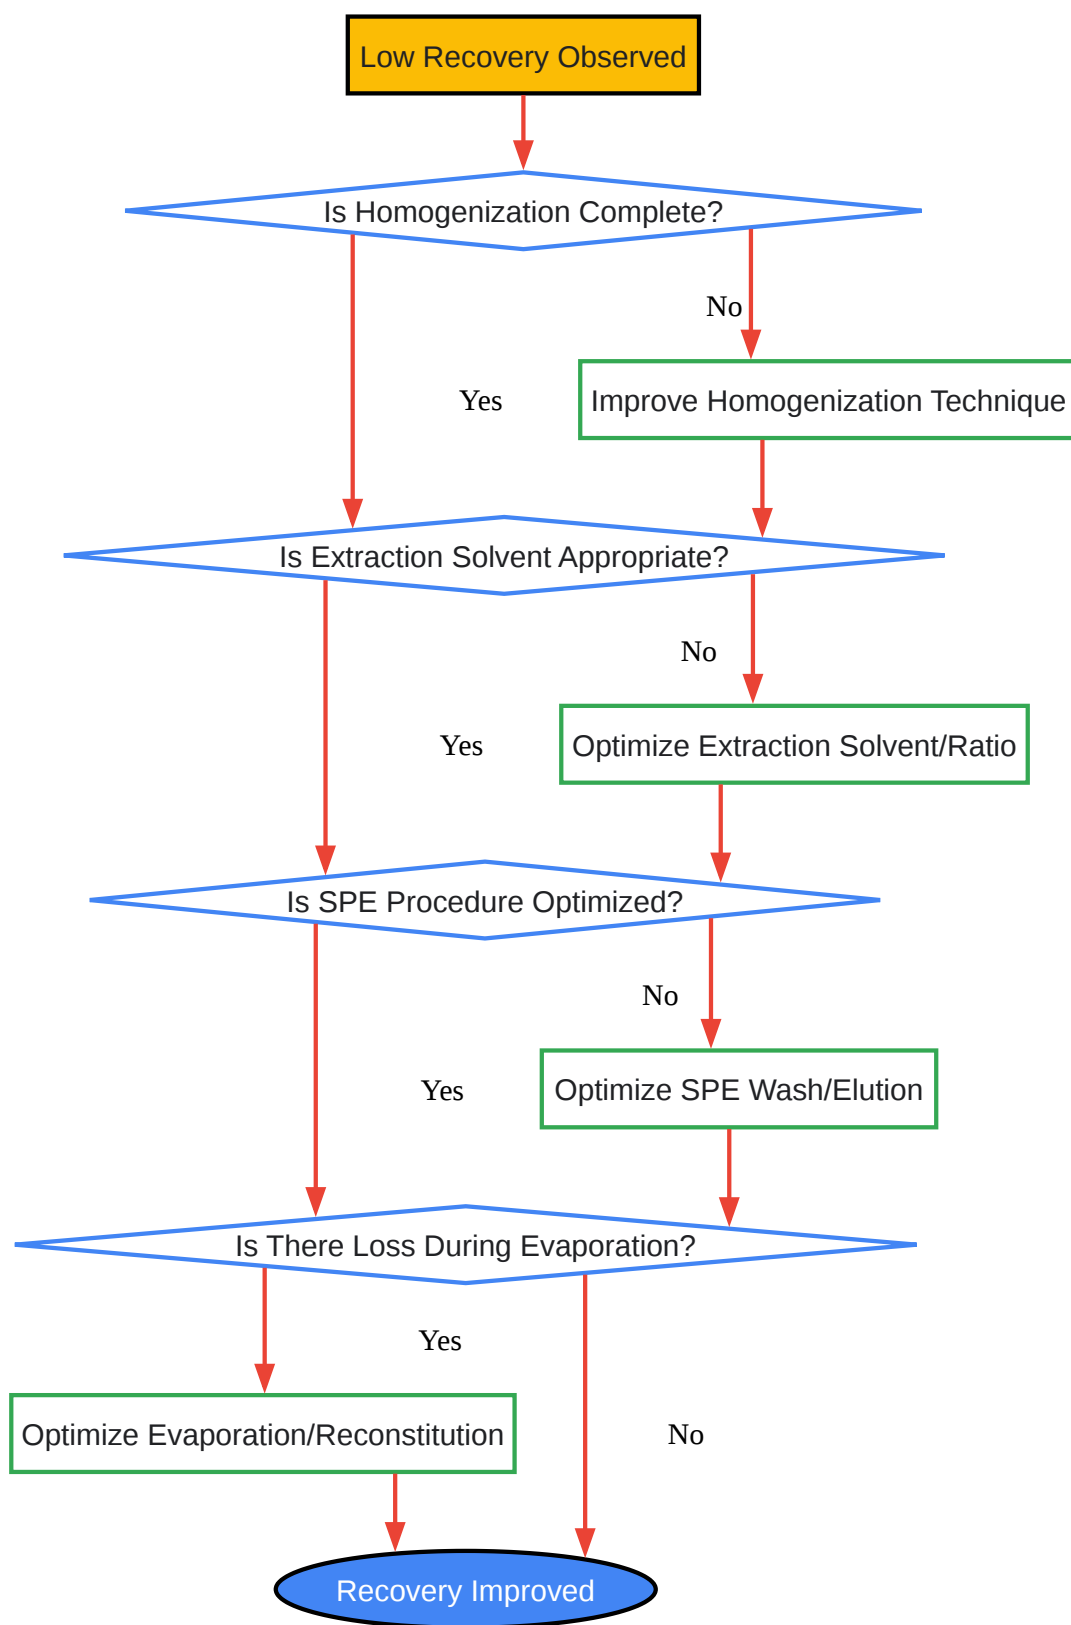 Low Recovery Observed
Is Homogenization Complete?
No
Yes
Improve Homogenization Technique
Is Extraction Solvent Appropriate?
No
Yes
Optimize Extraction Solvent/Ratio
Is SPE Procedure Optimized?
No
Yes
Optimize SPE Wash/Elution
Is There Loss During Evaporation?
Yes
Optimize Evaporation/Reconstitution
No
Recovery Improved